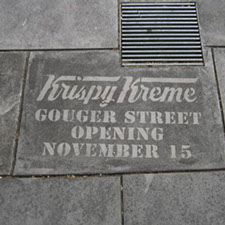 Krispy Kreme
GOUGER STREET
OPENING
NOVEMBER 15